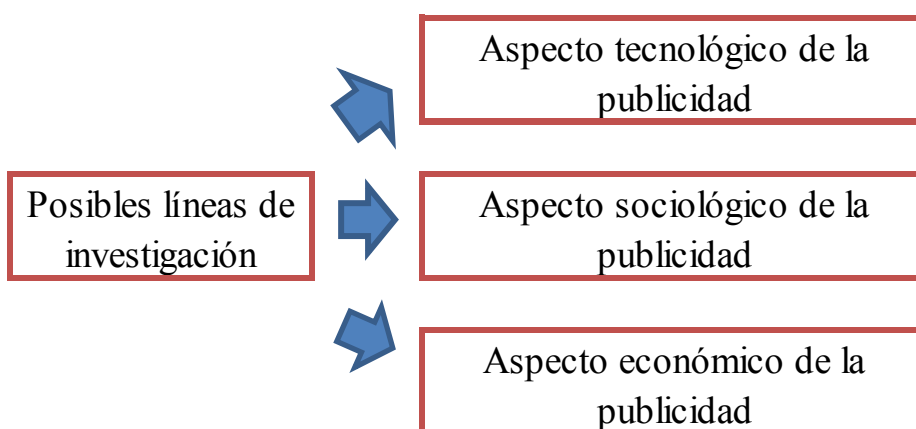 Aspecto tecnológico de la
publicidad
Posibles líneas de
investigación
Aspecto sociológico de la
publicidad
Aspecto económico de la
publicidad